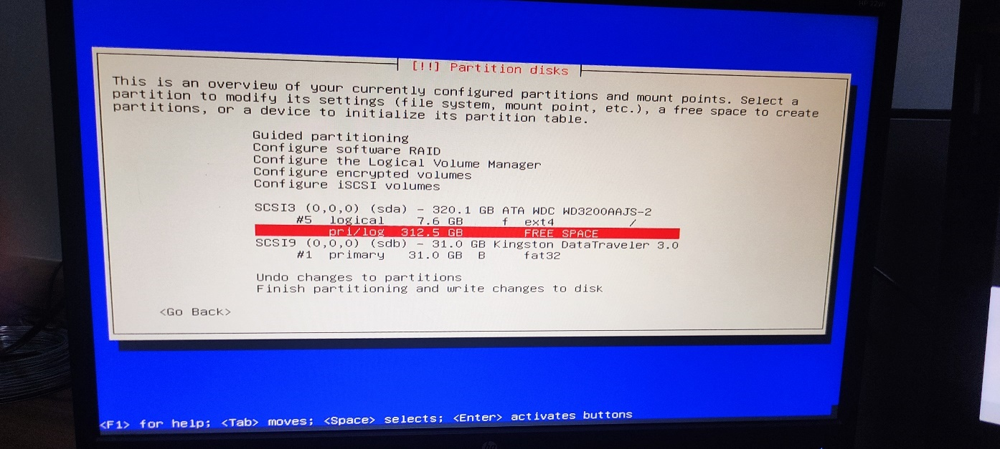 HP 22es
[!!] Partition disks
This is an overview of your currently configured partitions and mount points. Select a
partition to modify its settings (file system, mount point, etc.), a free space to create
partitions, or a device to initialize its partition table.
Guided partitioning
Configure software RAID
Configure the Logical Volume Manager
Configure encrypted volumes
Configure iSCSI volumes
SCSI3 (0,0,0) (sda) - 320.1 GB ATA WDC WD3200AAJS-2
#5 logical 7.6 GB f ext4 /
pri/log 312.5 GB FREE SPACE
SCSI9 (0,0,0) (sdb) - 31.0 GB Kingston DataTraveler 3.0
#1 primary 31.0 GB B fat32
Undo changes to partitions
Finish partitioning and write changes to disk
<Go Back>
<F1> for help; <Tab> moves; <Space> selects; <Enter> activates buttons
hp